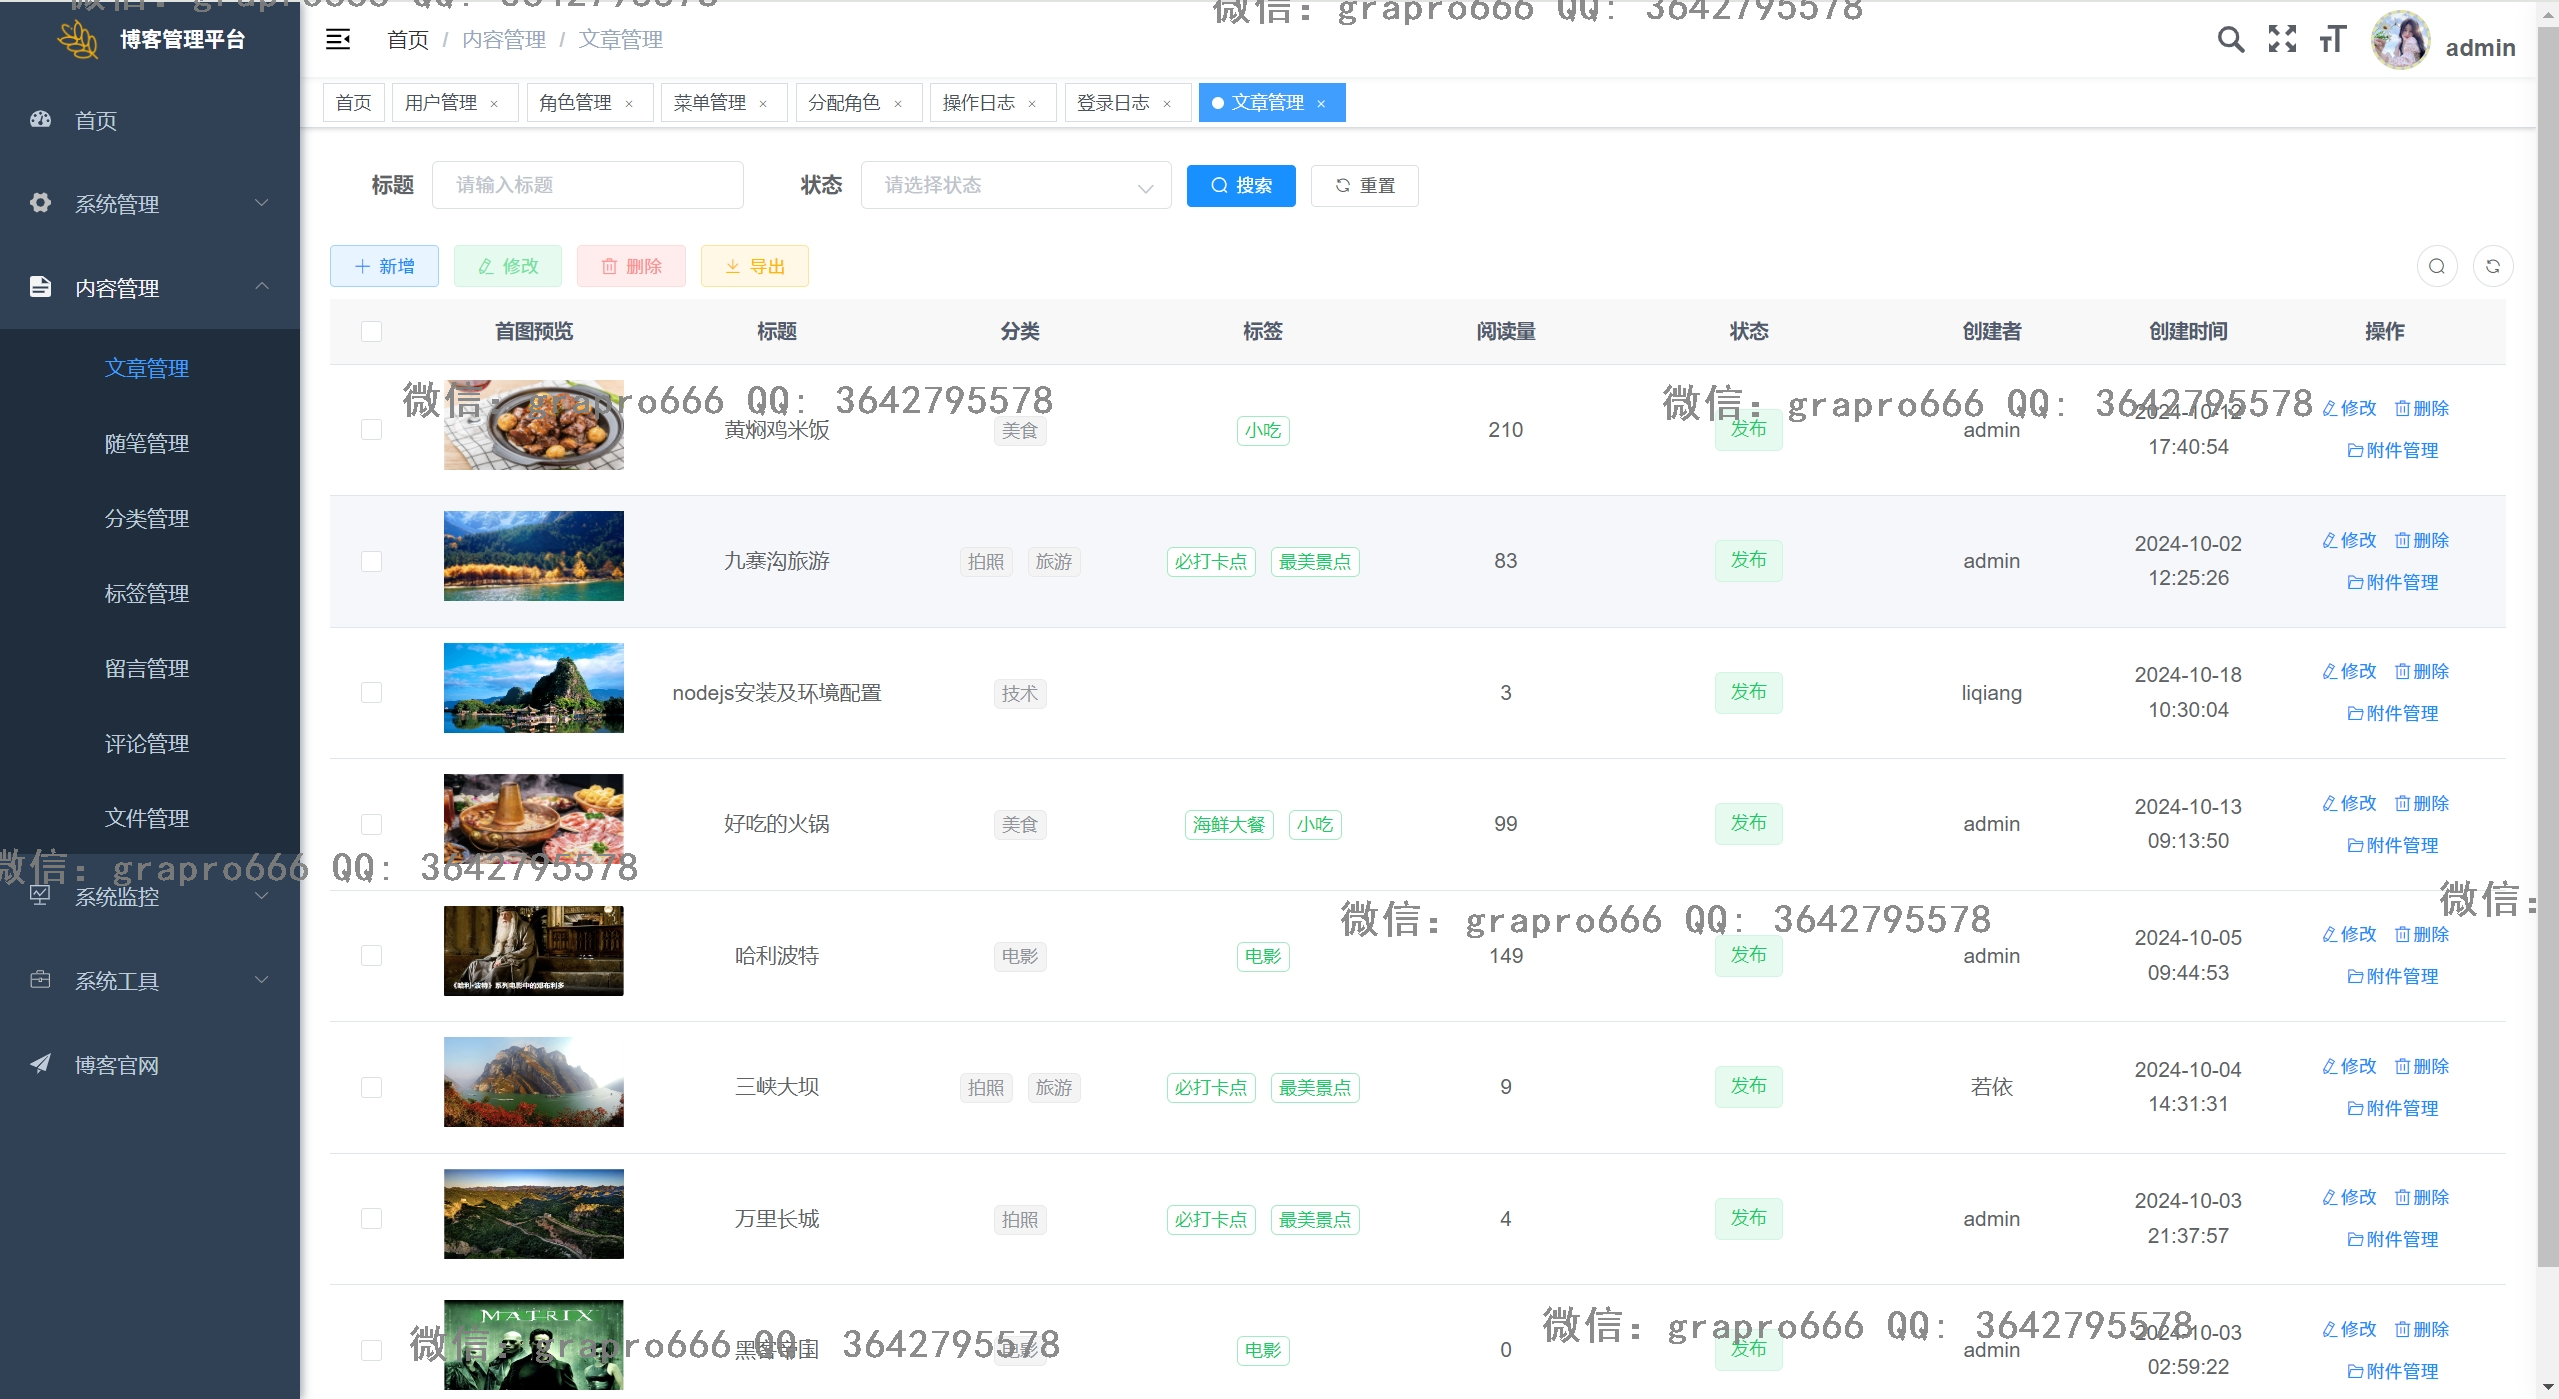 微信: grapro666 QQ: 3642795578
微信: grapro666 QQ: 3642795578
博客管理平台
首页 / 内容管理 / 文章管理
admin
首页
用户管理 ×
角色管理 ×
菜单管理 ×
分配角色 ×
操作日志 ×
登录日志 ×
文章管理 ×
首页
系统管理
内容管理
文章管理
随笔管理
分类管理
标签管理
留言管理
评论管理
文件管理
系统监控
系统工具
博客官网
标题 请输入标题 状态 请选择状态 搜索 重置
新增 修改 删除 导出
首图预览 标题 分类 标签 阅读量 状态 创建者 创建时间 操作
微信: grapro666 QQ: 3642795578
微信: grapro666 QQ: 3642795578
黄焖鸡米饭 美食 小吃 210 发布 admin 2024-10-12 17:40:54 修改 删除
附件管理
九寨沟旅游 拍照 旅游 必打卡点 最美景点 83 发布 admin 2024-10-02 12:25:26 修改 删除
附件管理
nodejs安装及环境配置 技术 3 发布 liqiang 2024-10-18 10:30:04 修改 删除
附件管理
好吃的火锅 美食 海鲜大餐 小吃 99 发布 admin 2024-10-13 09:13:50 修改 删除
附件管理
微信: grapro666 QQ: 3642795578
微信: grapro666 QQ: 3642795578
微信:
《哈利·波特》系列电影中的邓布利多
哈利波特 电影 电影 149 发布 admin 2024-10-05 09:44:53 修改 删除
附件管理
三峡大坝 拍照 旅游 必打卡点 最美景点 9 发布 若依 2024-10-04 14:31:31 修改 删除
附件管理
万里长城 拍照 必打卡点 最美景点 4 发布 admin 2024-10-03 21:37:57 修改 删除
附件管理
MATRIX
微信: grapro666 QQ: 3642795578
微信: grapro666 QQ: 3642795578
黑客帝国 电影 电影 0 发布 admin 2024-10-03 02:59:22 修改 删除
附件管理